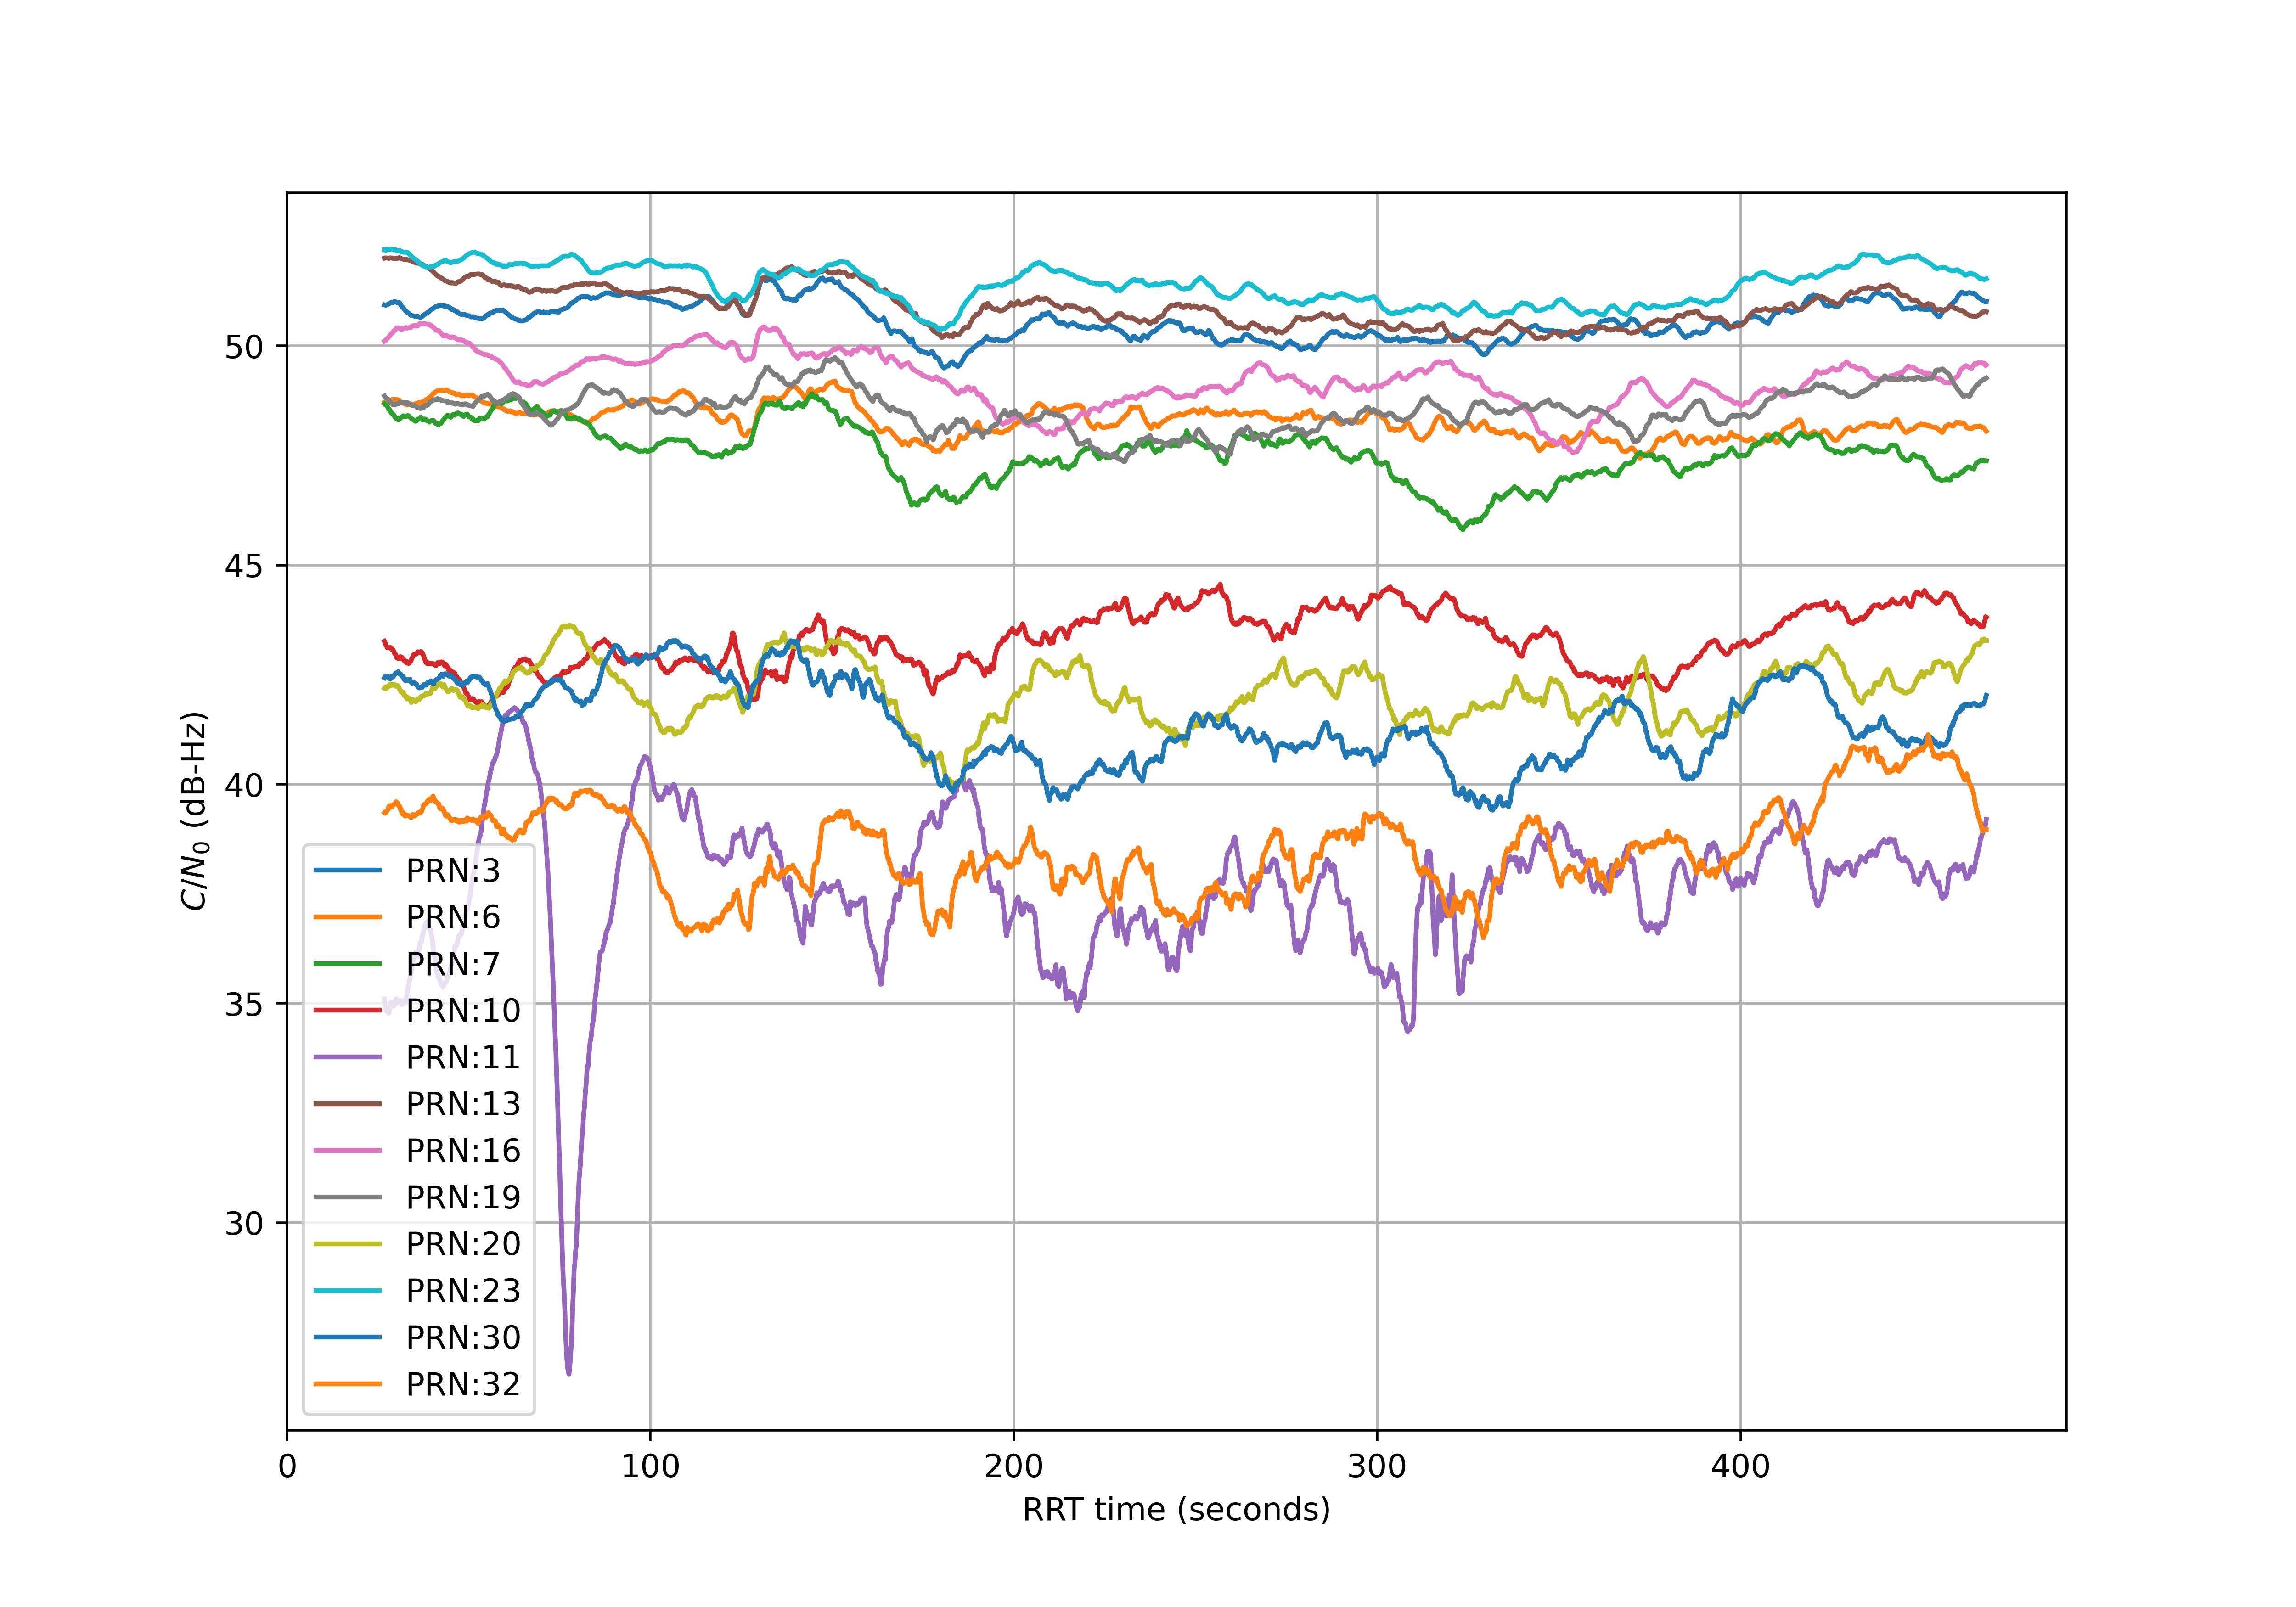 50
45
40
35
30
C/N₀ (dB-Hz)
PRN:3
PRN:6
PRN:7
PRN:10
PRN:11
PRN:13
PRN:16
PRN:19
PRN:20
PRN:23
PRN:30
PRN:32
0 100 200 300 400
RRT time (seconds)